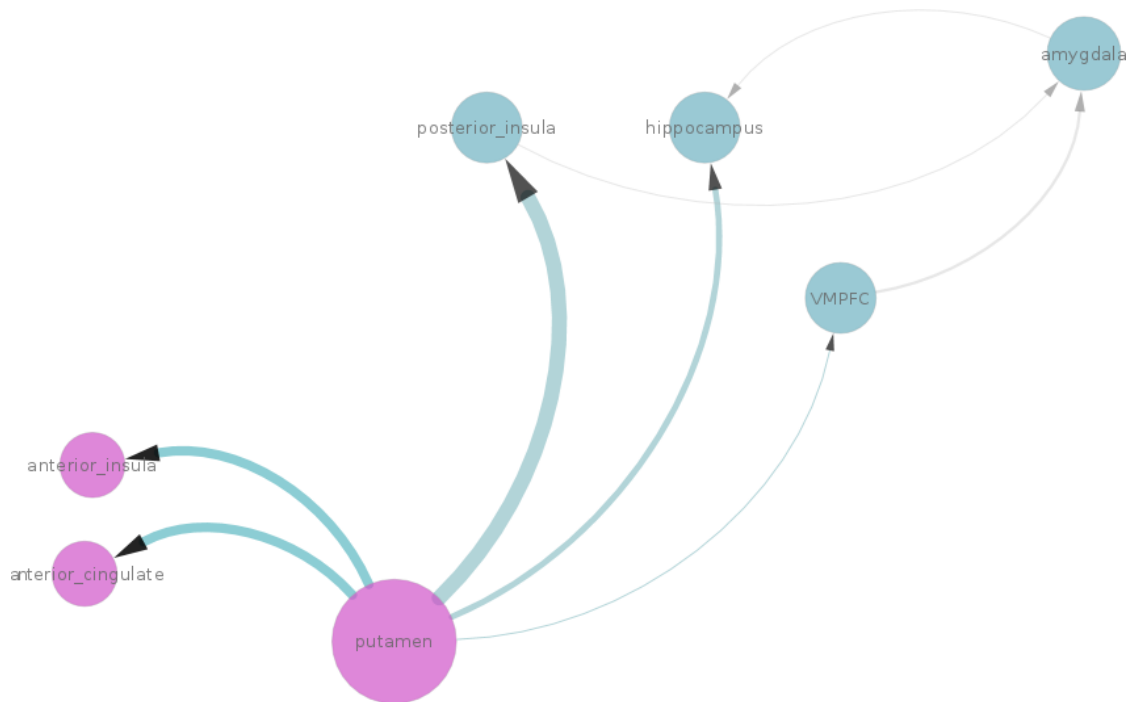 amygdala
posterior_insula
hippocampus
VMPFC
anterior_insula
anterior_cingulate
putamen